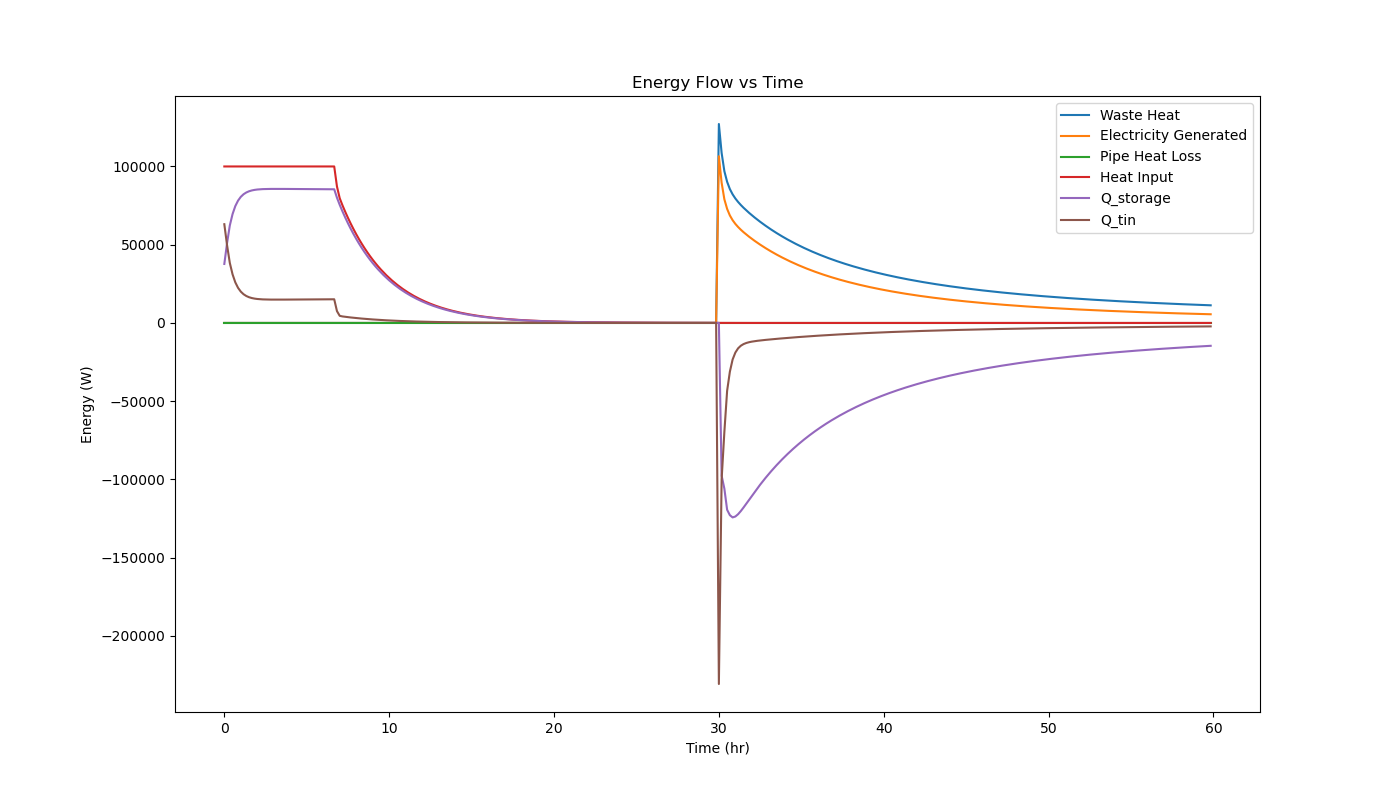 Energy Flow vs Time
Waste Heat
Electricity Generated
Pipe Heat Loss
Heat Input
Q_storage
Q_tin
100000
50000
0
−50000
−100000
−150000
−200000
Energy (W)
0 10 20 30 40 50 60
Time (hr)